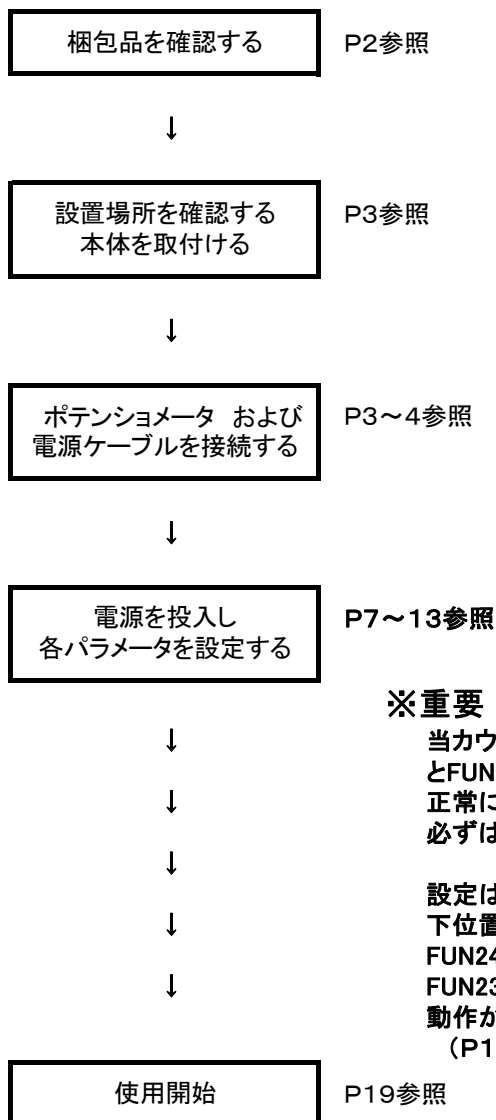 梱包品を確認する P2参照
↓
設置場所を確認する P3参照
本体を取付ける
↓
ポテンショメータ および P3～4参照
電源ケーブルを接続する
↓
電源を投入し P7～13参照
各パラメータを設定する
※重要
↓
当カウ
とFUN
↓
正常に
必ずは
↓
設定は
↓
下位置
FUN24
↓
FUN23
動作か
（P1
使用開始 P19参照